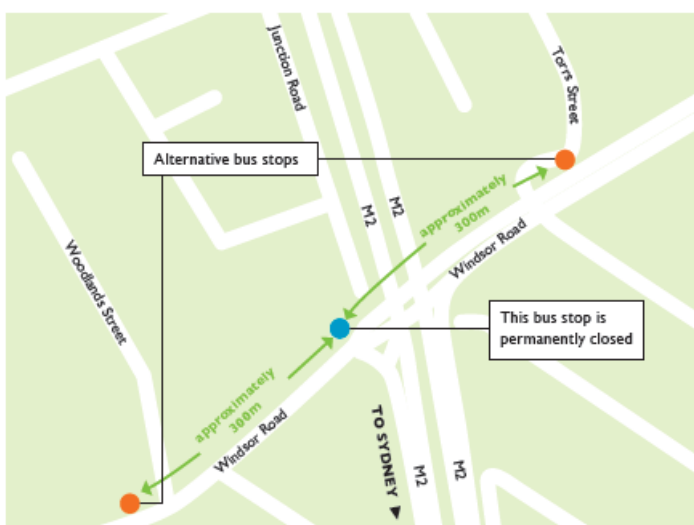 Junction Road
Torrs Street
Alternative bus stops
approximately
300m
M2
M2
Windsor Road
Woodlands Street
This bus stop is
permanently closed
approximately
300m
Windsor Road
TO SYDNEY
M2
M2